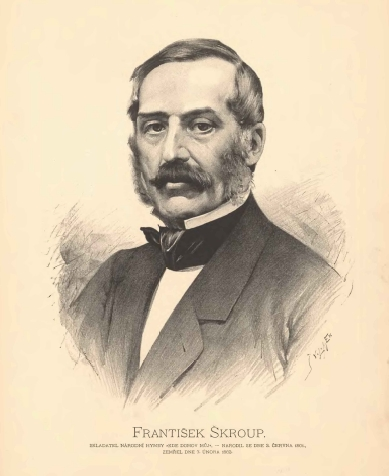 FRANTIŠEK SKROUP.
SKLADATEL NÁRODNÍ HYMNY «KDE DOMOV MŮJ». — NARODIL SE DNE 3. ČERVNA 1801,
ZEMŘEL DNE 7. ÚNORA 1862.